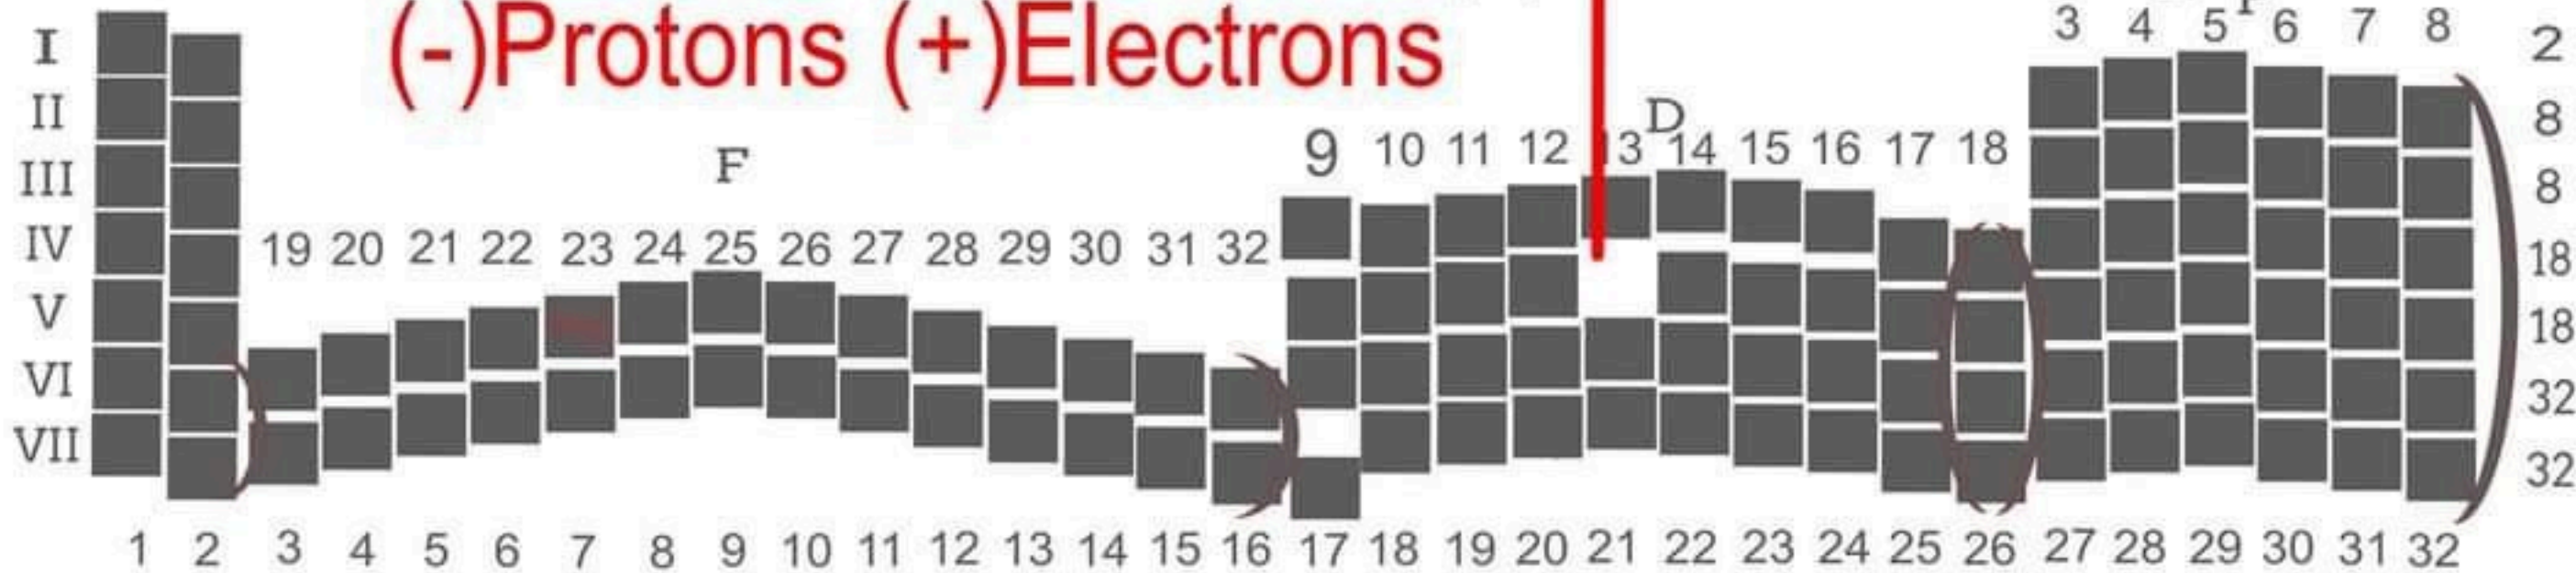 (-)Protons (+)Electrons
I
II
III
IV
V
VI
VII
F
D
19 20 21 22 23 24 25 26 27 28 29 30 31 32
9 10 11 12 13 14 15 16 17 18
3 4 5 6 7 8
2
8
8
18
18
32
32
1 2 3 4 5 6 7 8 9 10 11 12 13 14 15 16 17 18 19 20 21 22 23 24 25 26 27 28 29 30 31 32